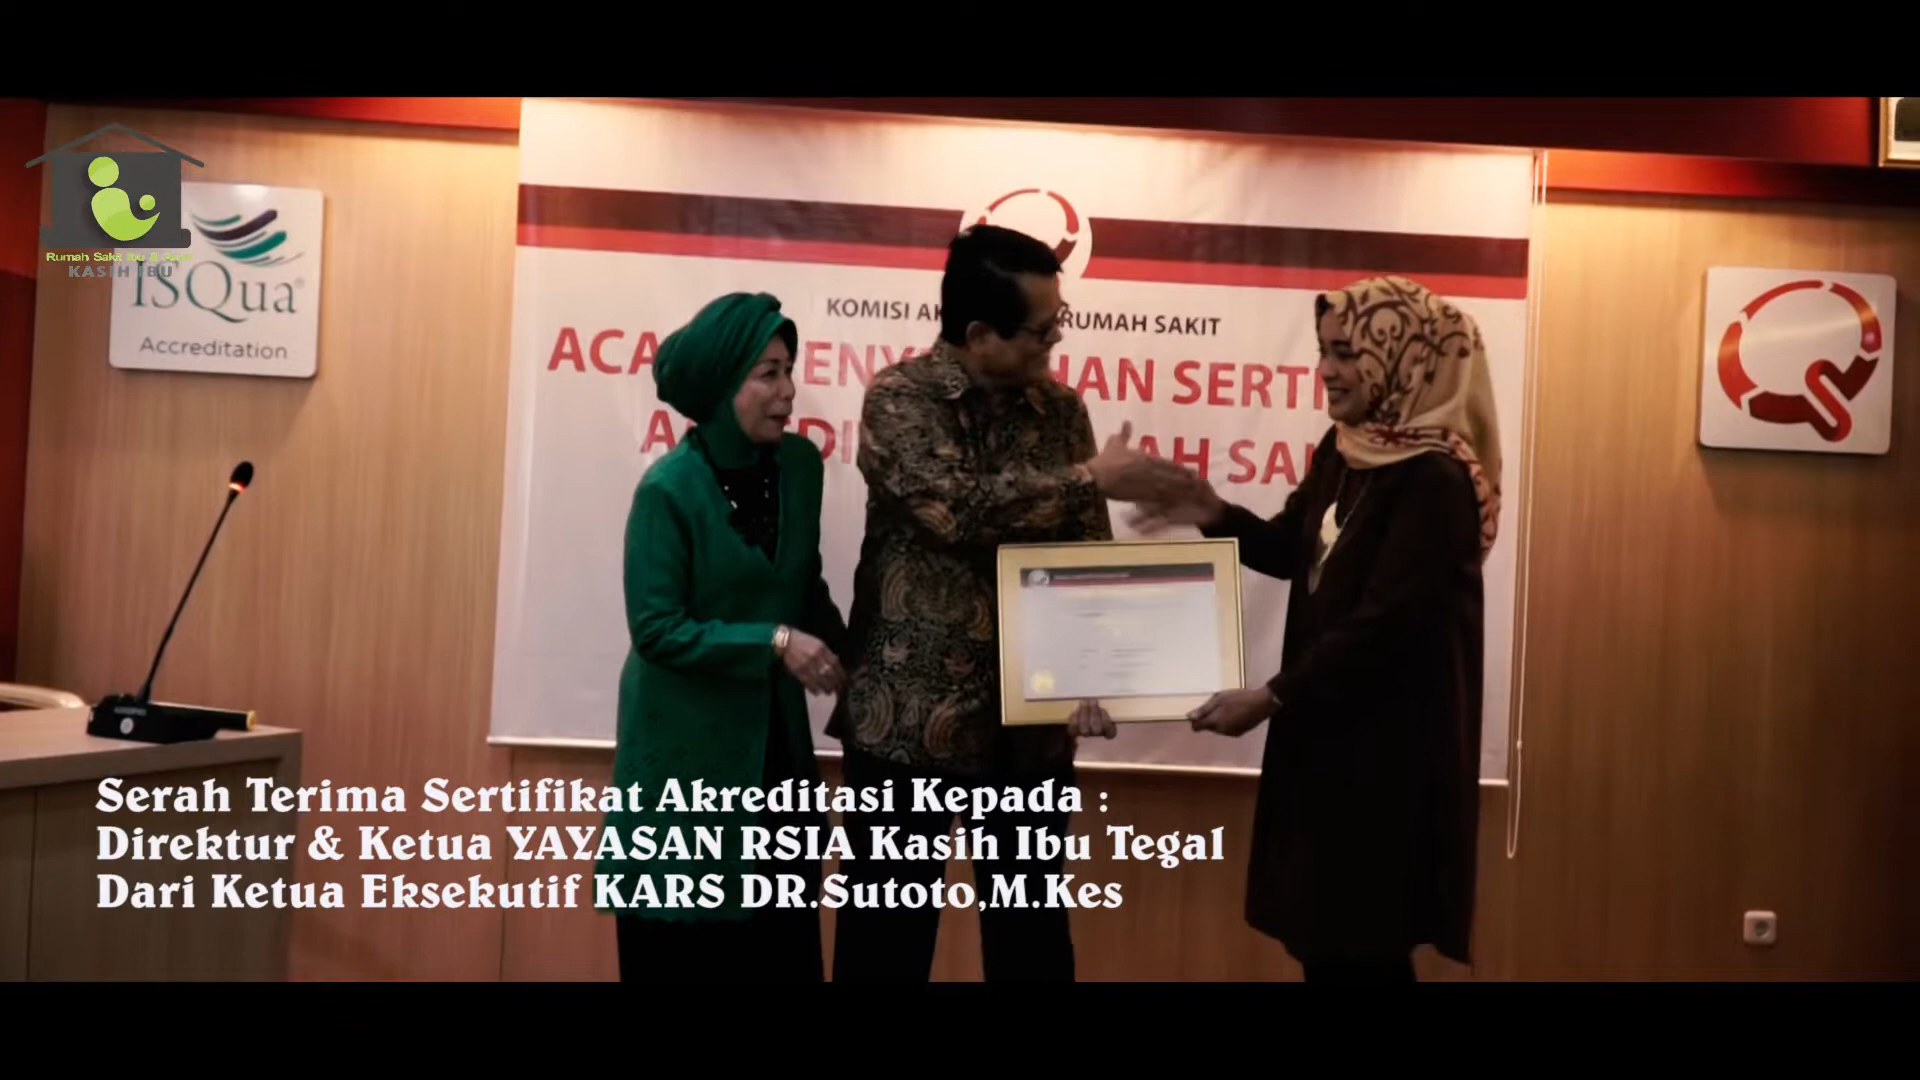 Rumah Sakit Ibu & Anak
KASIH IBU
ISQua
Accreditation
KOMISI RUMAH SAKIT
SAKIT
Serah Terima Sertifikat Akreditasi Kepada :
Direktur & Ketua YAYASAN RSIA Kasih Ibu Tegal
Dari Ketua Eksekutif KARS DR.Sutoto,M.Kes